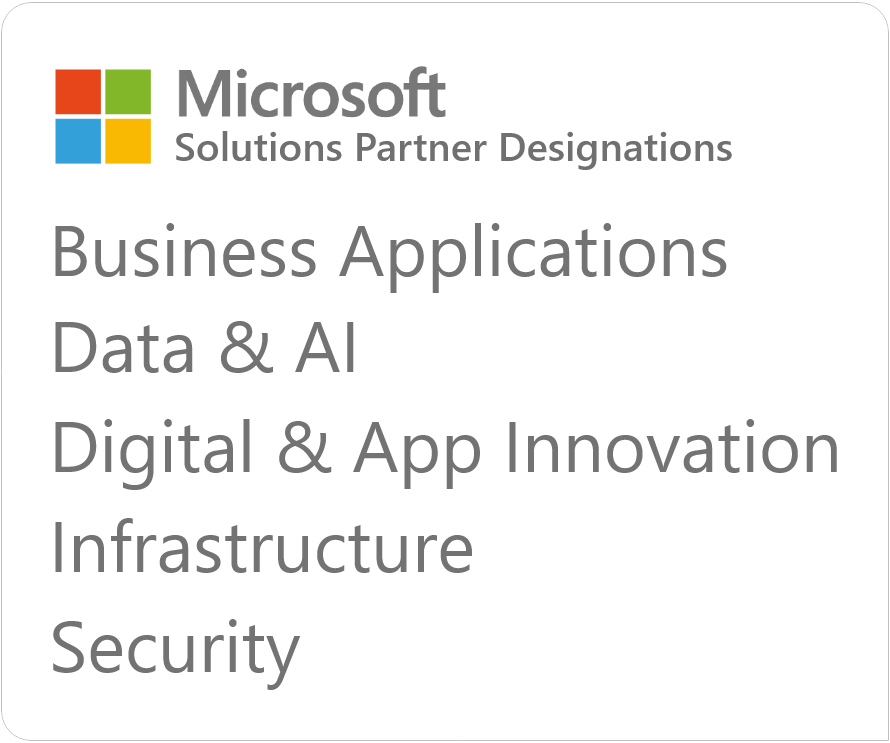 Microsoft
Solutions Partner Designations
Business Applications
Data & AI
Digital & App Innovation
Infrastructure
Security